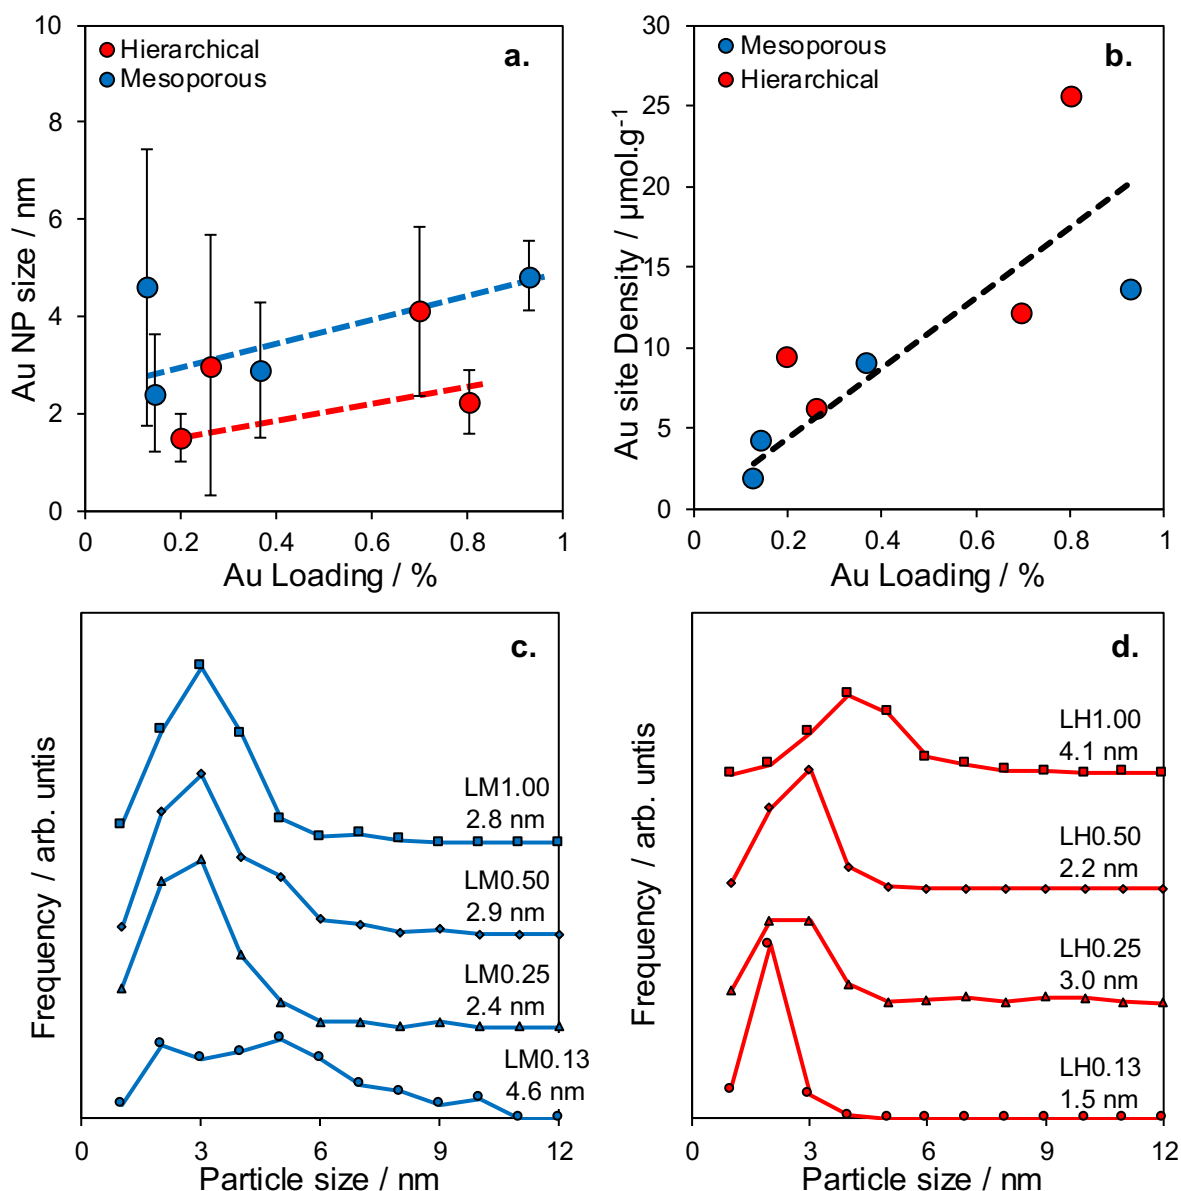 a.
Hierarchical
Mesoporous
Au NP size / nm
10
8
6
4
2
0
0
0.2
0.4
0.6
0.8
1
Au Loading / %
b.
Mesoporous
Hierarchical
Au site Density / µmol.g-1
30
25
20
15
10
5
0
0
0.2
0.4
0.6
0.8
1
Au Loading / %
c.
Frequency / arb. untis
LM1.00
2.8 nm
LM0.50
2.9 nm
LM0.25
2.4 nm
LM0.13
4.6 nm
0
3
6
9
12
Particle size / nm
d.
Frequency / arb. untis
LH1.00
4.1 nm
LH0.50
2.2 nm
LH0.25
3.0 nm
LH0.13
1.5 nm
0
3
6
9
12
Particle size / nm